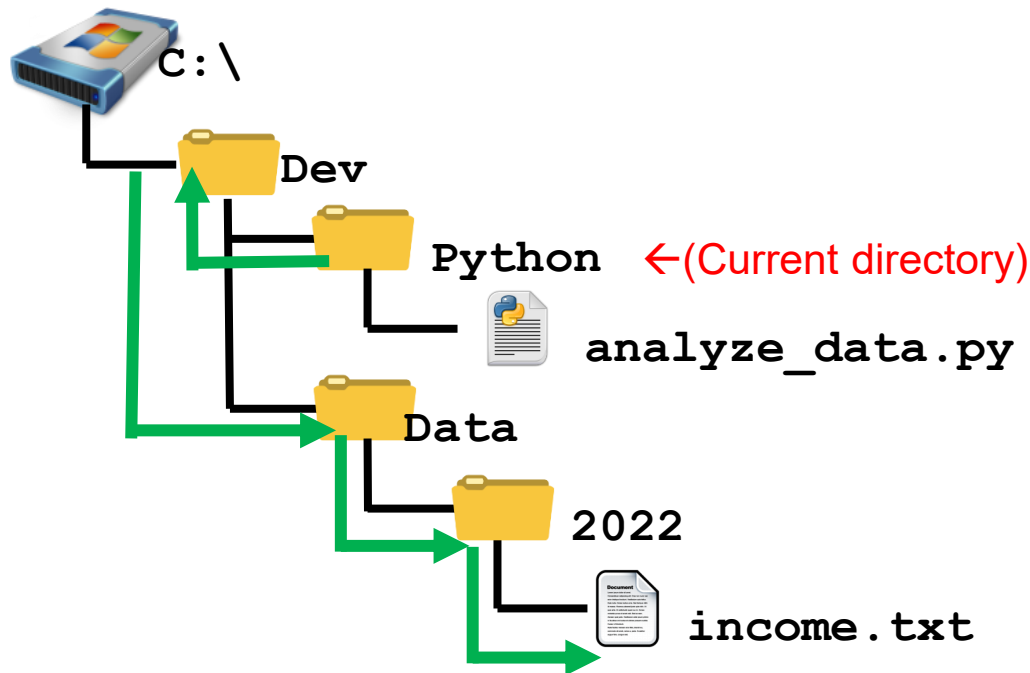 C:\
Dev
Python ←(Current directory)
analyze_data.py
Data
2022
income.txt